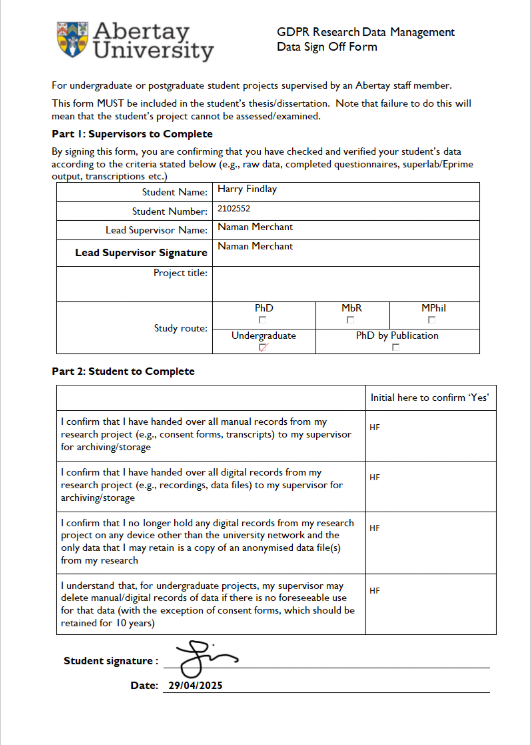 Abertay
University
GDPR Research Data Management
Data Sign Off Form
For undergraduate or postgraduate student projects supervised by an Abertay staff member.
This form MUST be included in the student's thesis/dissertation. Note that failure to do this will
mean that the student's project cannot be assessed/examined.
Part 1: Supervisors to Complete
By signing this form, you are confirming that you have checked and verified your student's data
according to the criteria stated below (e.g., raw data, completed questionnaires, superlab/Eprime
output, transcriptions etc.)
Student Name: Harry Findlay
Student Number: 2102552
Lead Supervisor Name: Naman Merchant
Lead Supervisor Signature Naman Merchant
Project title:
Study route:
PhD MbR MPhil
Undergraduate PhD by Publication
Part 2: Student to Complete
Initial here to confirm 'Yes'
I confirm that I have handed over all manual records from my
research project (e.g., consent forms, transcripts) to my supervisor
for archiving/storage
HF
I confirm that I have handed over all digital records from my
research project (e.g., recordings, data files) to my supervisor for
archiving/storage
HF
I confirm that I no longer hold any digital records from my research
project on any device other than the university network and the
only data that I may retain is a copy of an anonymised data file(s)
from my research
HF
I understand that, for undergraduate projects, my supervisor may
delete manual/digital records of data if there is no foreseeable use
for that data (with the exception of consent forms, which should be
retained for 10 years)
HF
Student signature :
Date: 29/04/2025